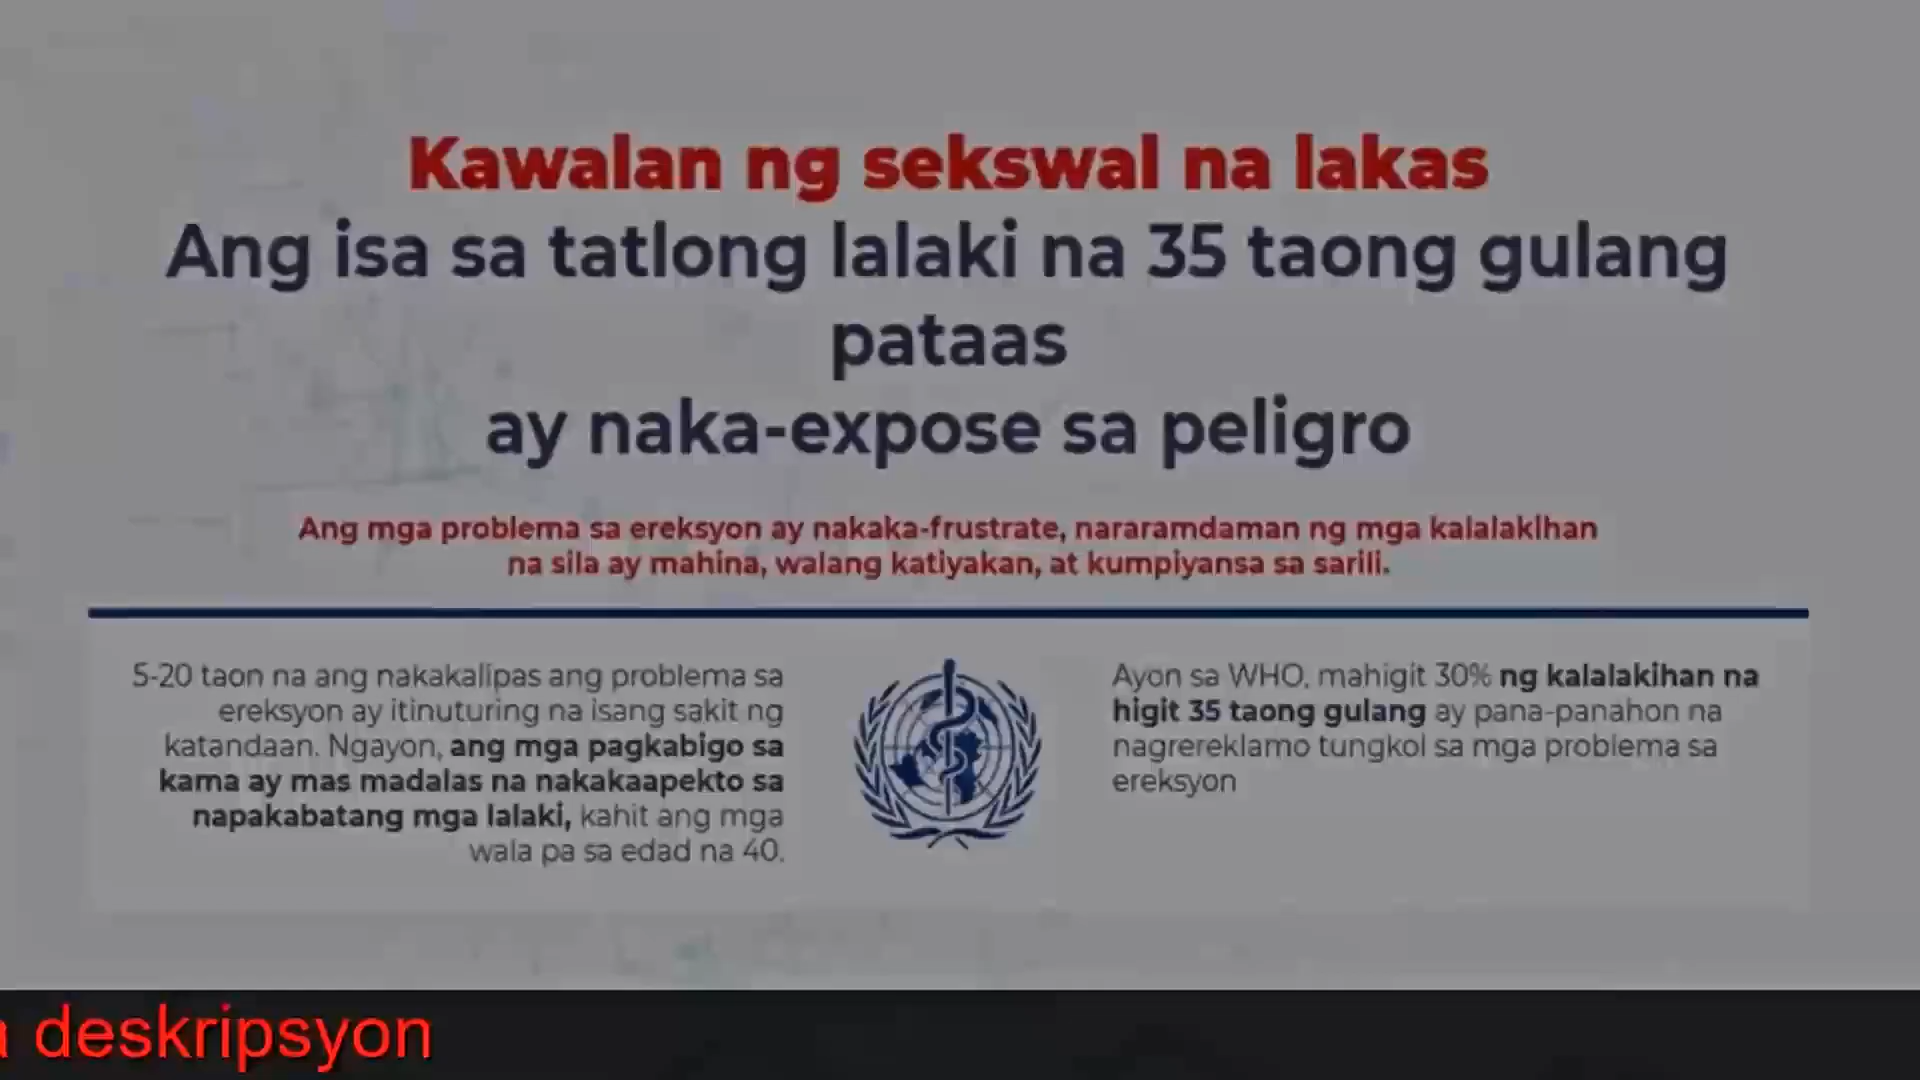 Kawalan ng sekswal na lakas
Ang isa sa tatlong lalaki na 35 taong gulang
pataas
ay naka-expose sa peligro
Ang mga problema sa ereksyon ay nakaka-frustrate, nararamdaman ng mga kalalakihan
na sila ay mahina, walang katiyakan, at kumpiyansa sa sarili.
5-20 taon na ang nakakalipas ang problema sa
ereksyon ay itinuturing na isang sakit ng
katandaan. Ngayon, ang mga pagkabigo sa
kama ay mas madalas na nakakaapekto sa
napakabatang mga lalaki, kahit ang mga
wala pa sa edad na 40.
Ayon sa WHO, mahigit 30% ng kalalakihan na
higit 35 taong gulang ay pana-panahon na
nagrereklamo tungkol sa mga problema sa
ereksyon
deskripsyon